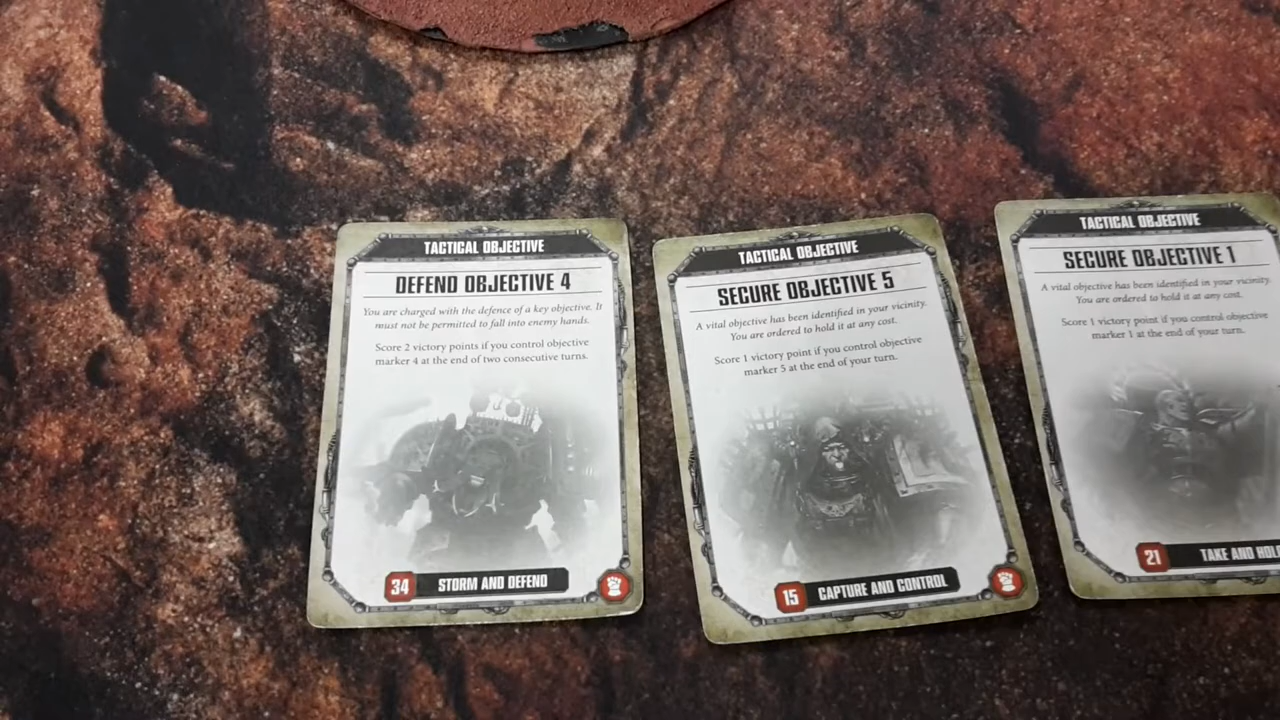 TACTICAL OBJECTIVE
DEFEND OBJECTIVE 4
You are charged with the defence of a key objective. It
must not be permitted to fall into enemy hands.
Score 2 victory points if you control objective
marker 4 at the end of two consecutive turns.
34
STORM AND DEFEND
TACTICAL OBJECTIVE
SECURE OBJECTIVE 5
A vital objective has been identified in your vicinity.
You are ordered to hold it at any cost.
Score 1 victory point if you control objective
marker 5 at the end of your turn.
15
CAPTURE AND CONTROL
TACTICAL OBJECTIVE
SECURE OBJECTIVE 1
A vital objective has been identified in your vicinity.
You are ordered to hold it at any cost.
Score 1 victory point if you control objective
marker 1 at the end of your turn.
21
TAKE AND HOL